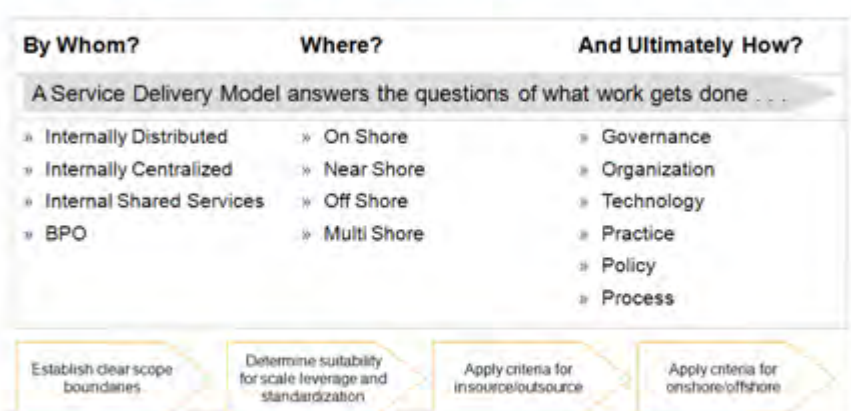 By Whom? Where? And Ultimately How?
A Service Delivery Model answers the questions of what work gets done . . .
» Internally Distributed
» Internally Centralized
» Internal Shared Services
» BPO
» On Shore
» Near Shore
» Off Shore
» Multi Shore
» Governance
» Organization
» Technology
» Practice
» Policy
» Process
Establish clear scope
boundaries
Determine suitability
for scale leverage and
standardization
Apply criteria for
insource/outsource
Apply criteria for
onshore/offshore